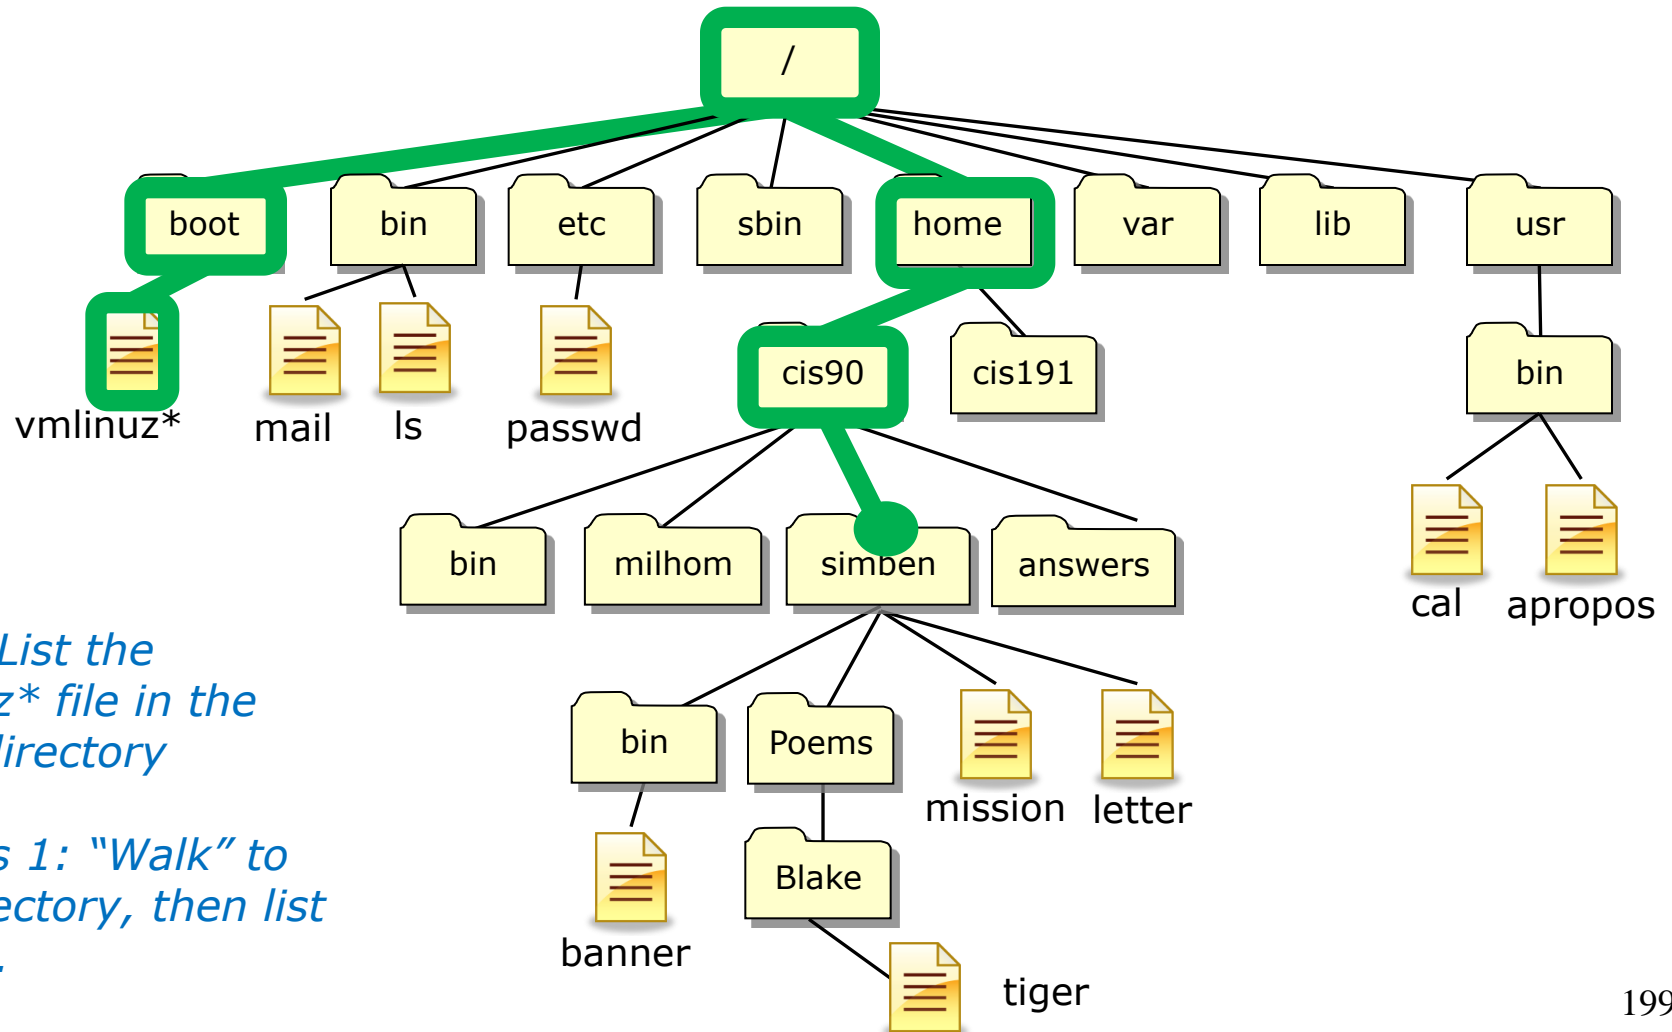 /
boot bin etc sbin home var lib usr
cis90 cis191 bin
vmlinuz* mail ls passwd
bin milhom simben answers
cal apropos
List the
z* file in the
directory
bin Poems
mission letter
s 1: “Walk” to
ectory, then list
Blake
banner
.
tiger
199